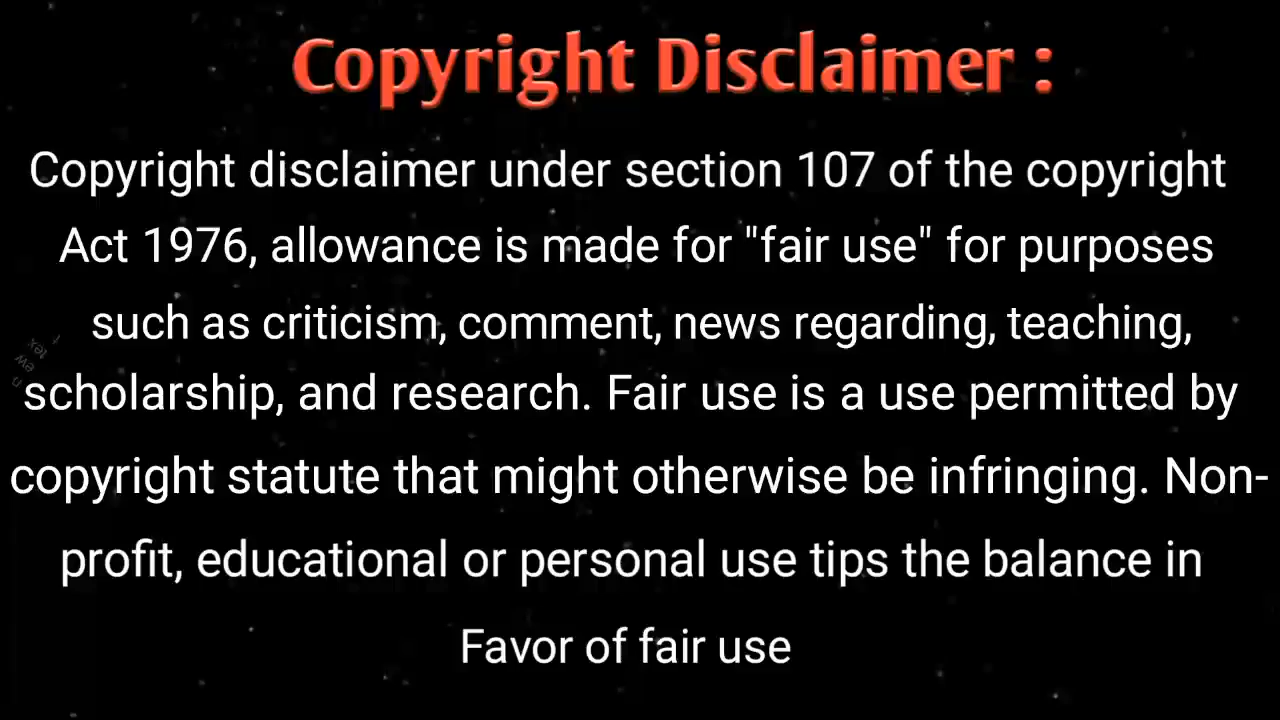 Copyright Disclaimer :
Copyright disclaimer under section 107 of the copyright
Act 1976, allowance is made for "fair use" for purposes
such as criticism, comment, news regarding, teaching,
scholarship, and research. Fair use is a use permitted by
copyright statute that might otherwise be infringing. Non-
profit, educational or personal use tips the balance in
Favor of fair use